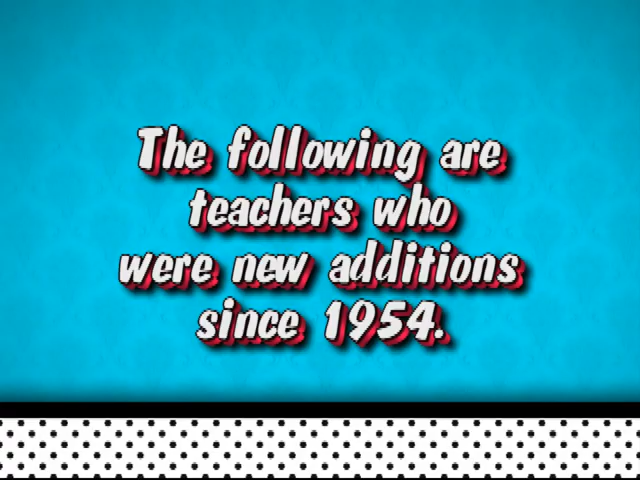 The following are
teachers who
were new additions
since 1954.